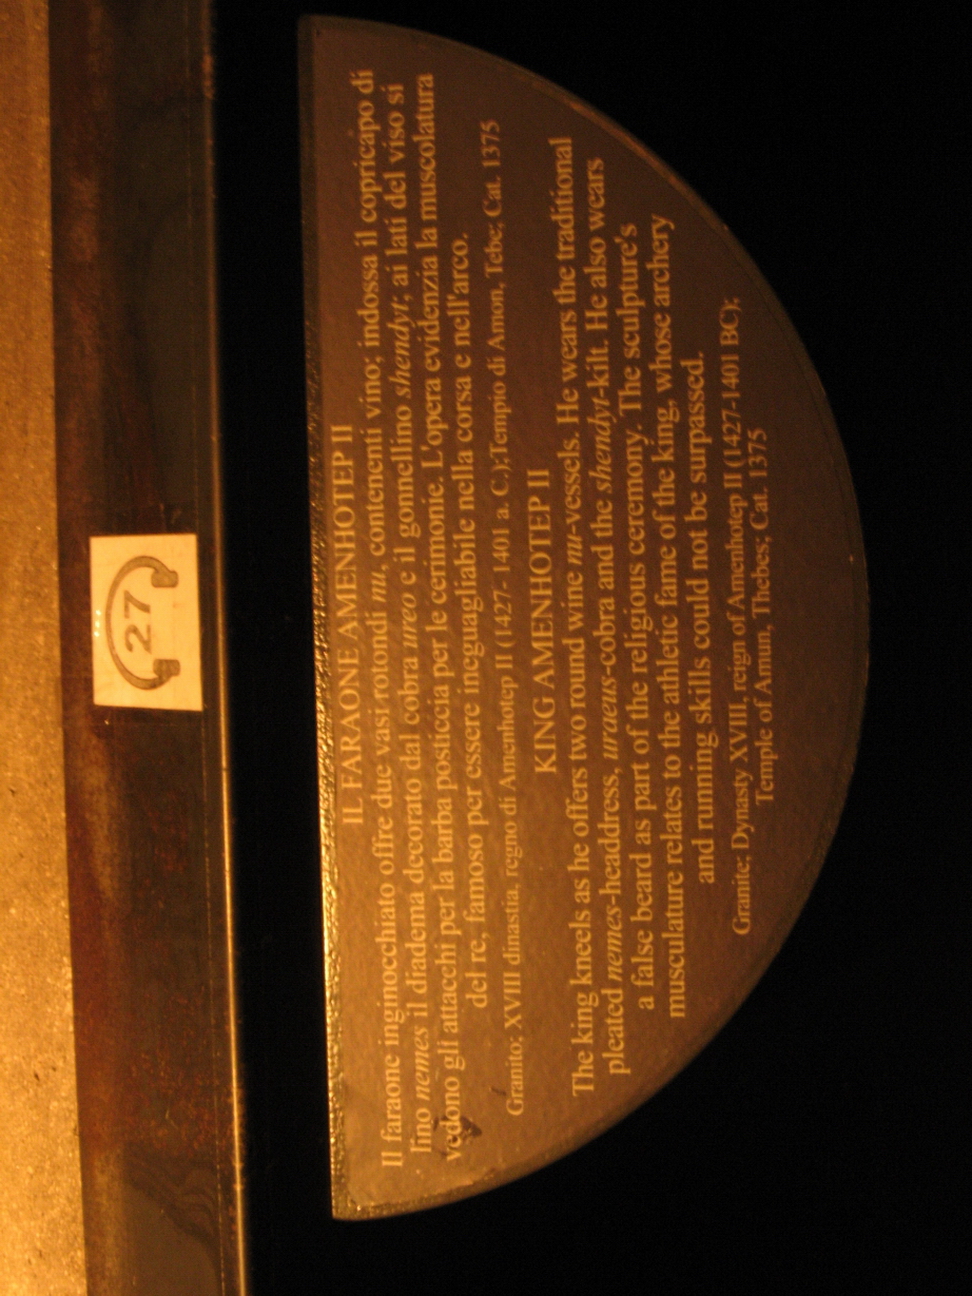 27
IL FARAONE AMENHOTEP II
Il faraone inginocchiato offre due vasi rotondi nu, contenenti vino; indossa il copricapo di
lino nemes il diadema decorato dal cobra ureo e il gonnellino shendyt; ai lati del viso si
vedono gli attacchi per la barba posticcia per le cerimonie. L'opera evidenzia la muscolatura
del re, famoso per essere ineguagliabile nella corsa e nell'arco.
Granito; XVIII dinastia, regno di Amenhotep II (1427- 1401 a. C.);Tempio di Amon, Tebe; Cat. 1375
KING AMENHOTEP II
The king kneels as he offers two round wine nu-vessels. He wears the traditional
pleated nemes-headdress, uraeus-cobra and the shendyt-kilt. He also wears
a false beard as part of the religious ceremony. The sculpture's
musculature relates to the athletic fame of the king, whose archery
and running skills could not be surpassed.
Granite; Dynasty XVIII, reign of Amenhotep II (1427-1401 BC);
Temple of Amun, Thebes; Cat. 1375